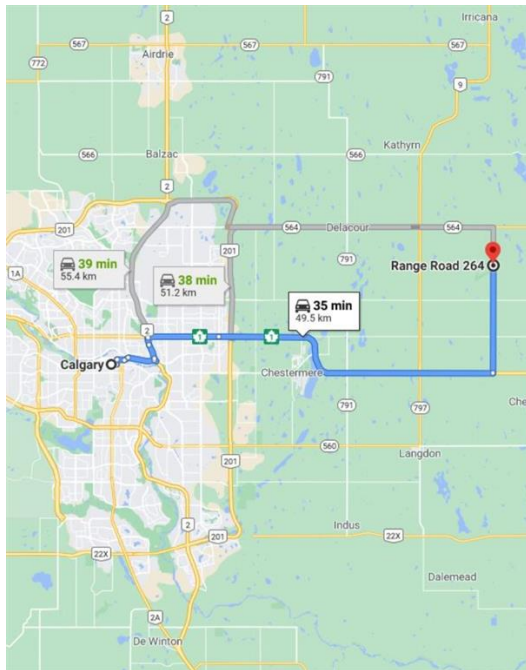 Irricana
2
567
567
567
Airdrie
772
791
9
Kathyrn
566
Balzac
566
2
201
564
Delacour
564
39 min
55.4 km
201
38 min
51.2 km
791
Range Road 264
1A
35 min
49.5 km
2
1
1
Calgary
Chestermere
791
797
Che
560
Langdon
201
Indus
2
201
22X
22X
Dalemead
2A
De Winton